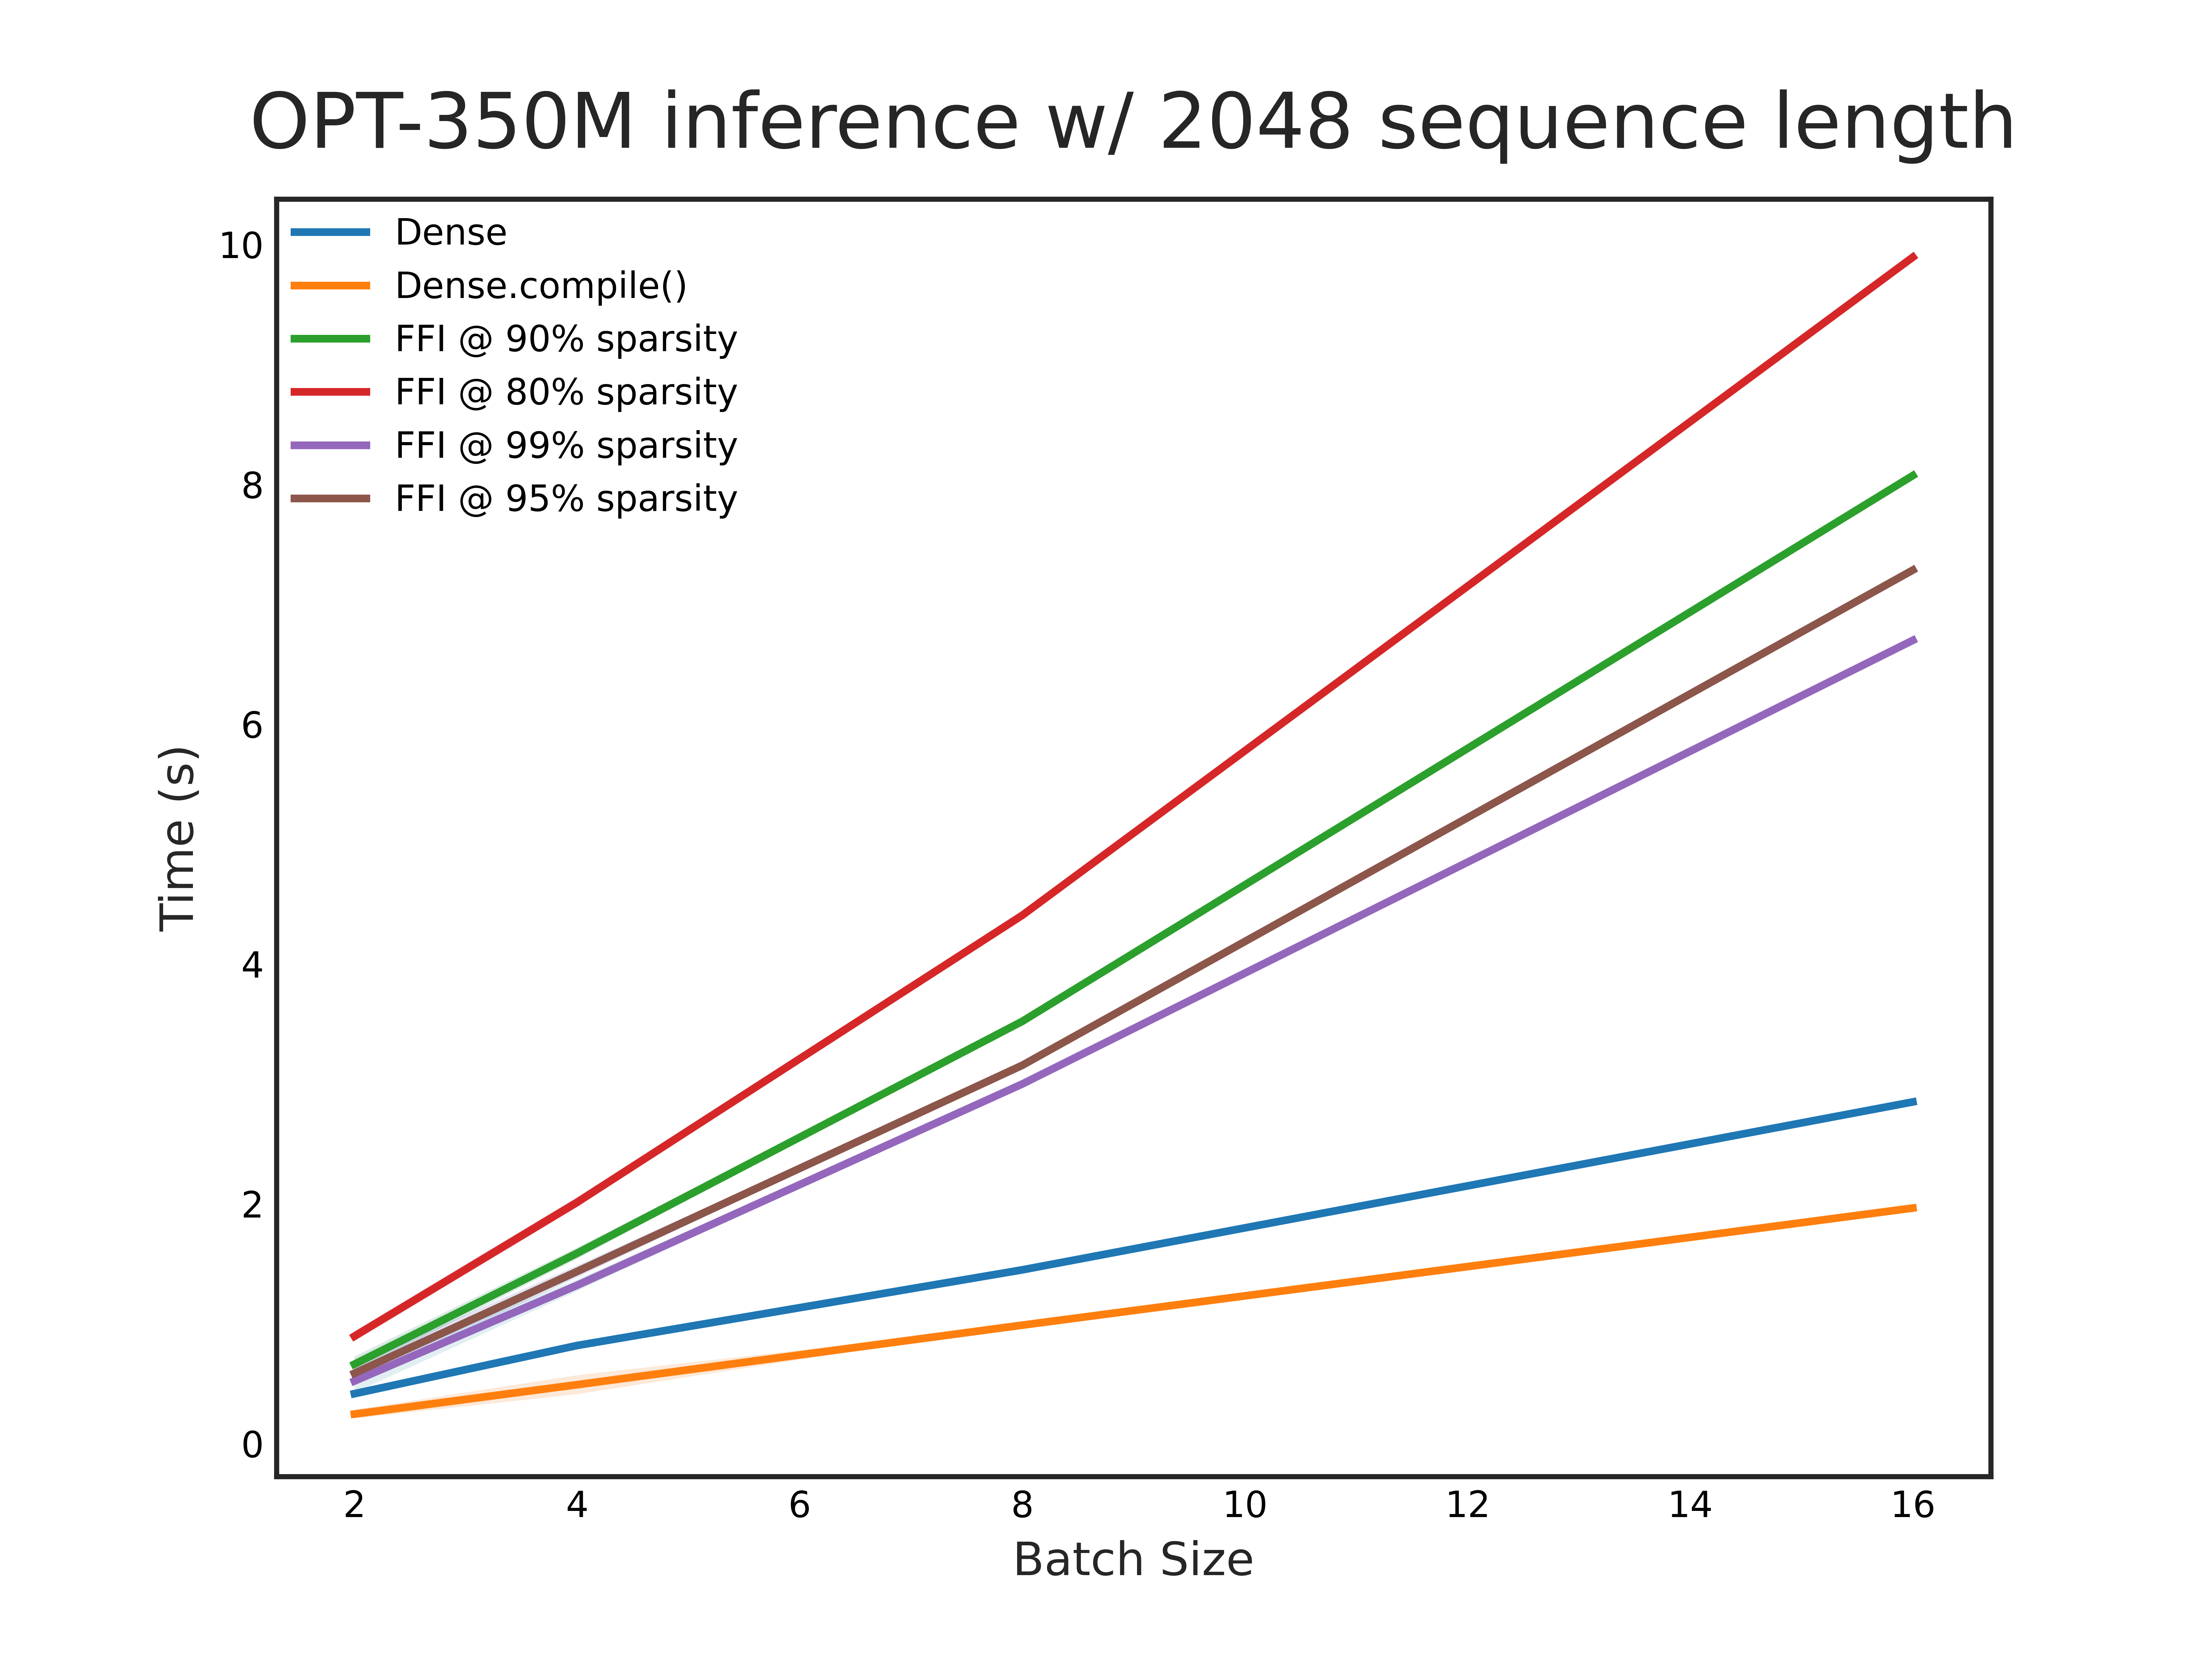 OPT-350M inference w/ 2048 sequence length
Dense
Dense.compile()
FFI @ 90% sparsity
FFI @ 80% sparsity
FFI @ 99% sparsity
FFI @ 95% sparsity
10
8
6
4
2
0
Time (s)
2 4 6 8 10 12 14 16
Batch Size